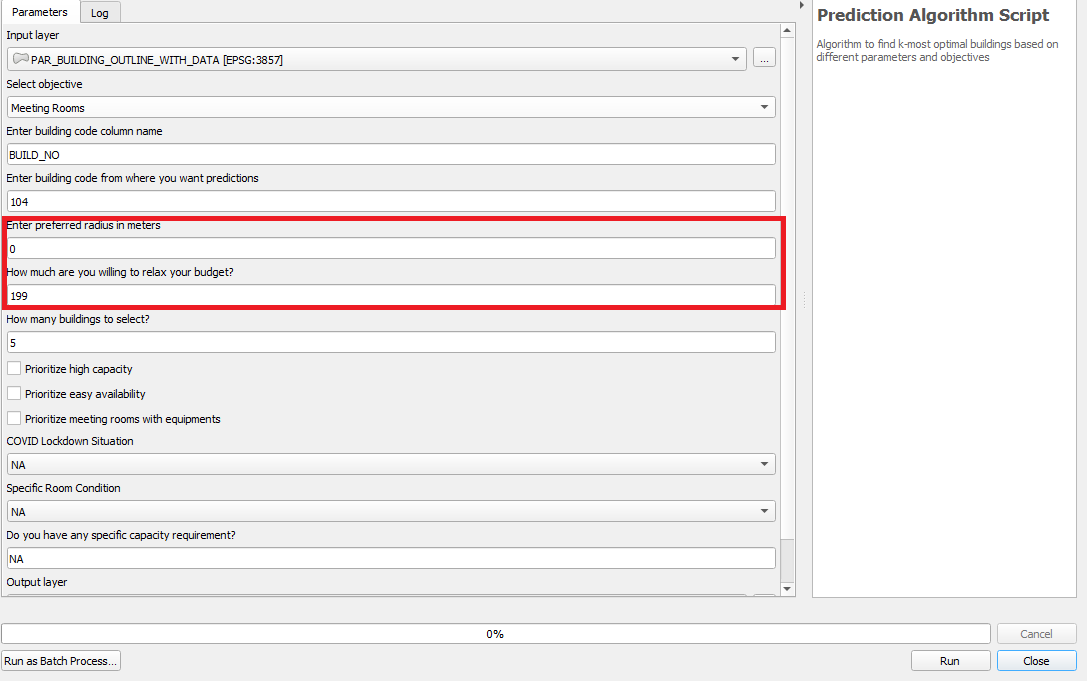 Parameters
Log
Input layer
PAR_BUILDING_OUTLINE_WITH_DATA [EPSG:3857]
...
Select objective
Meeting Rooms
Enter building code column name
BUILD_NO
Enter building code from where you want predictions
104
Enter preferred radius in meters
0
How much are you willing to relax your budget?
199
How many buildings to select?
5
Prioritize high capacity
Prioritize easy availability
Prioritize meeting rooms with equipments
COVID Lockdown Situation
NA
Specific Room Condition
NA
Do you have any specific capacity requirement?
NA
Output layer
Prediction Algorithm Script
Algorithm to find k-most optimal buildings based on
different parameters and objectives
0%
Cancel
Run as Batch Process...
Run
Close